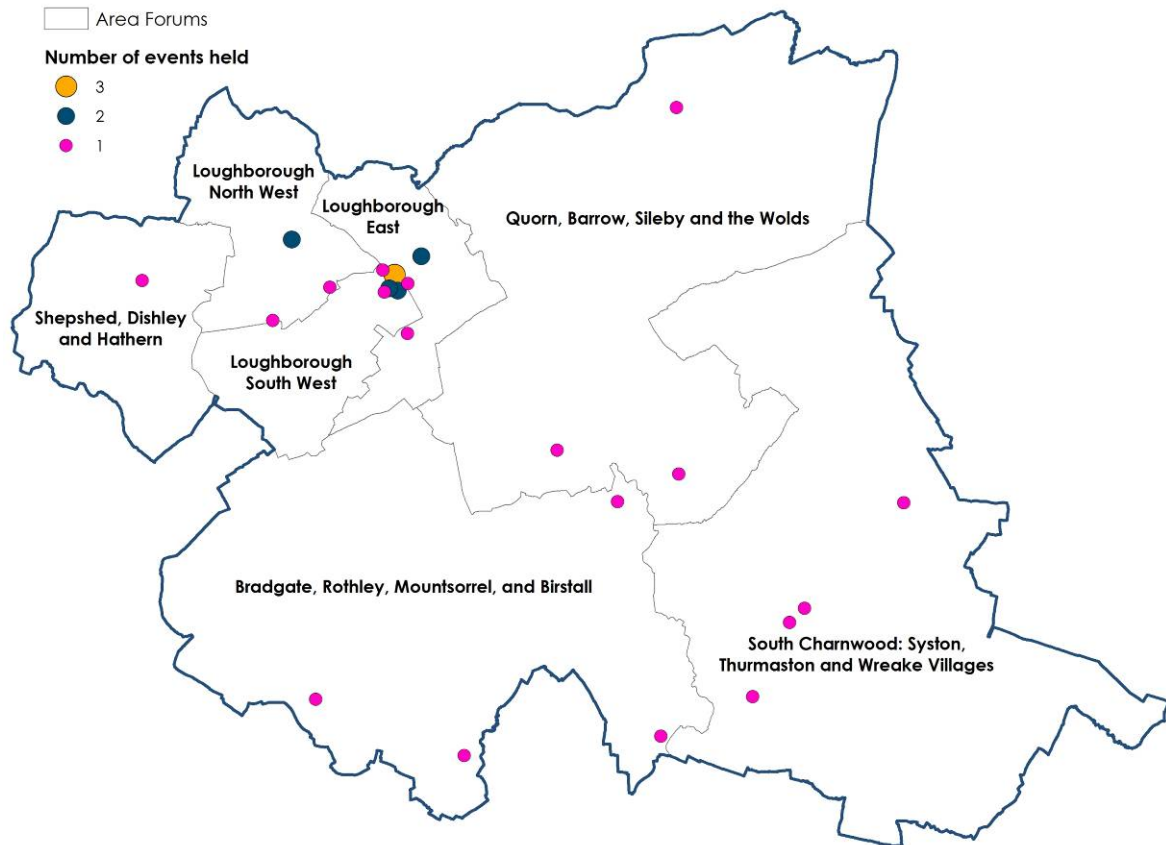 Area Forums
Number of events held
3
2
1
Loughborough
North West
Loughborough
East
Quorn, Barrow, Sileby and the Wolds
Shepshed, Dishley
and Hathern
Loughborough
South West
Bradgate, Rothley, Mountsorrel, and Birstall
South Charnwood: Syston,
Thurmaston and Wreake Villages